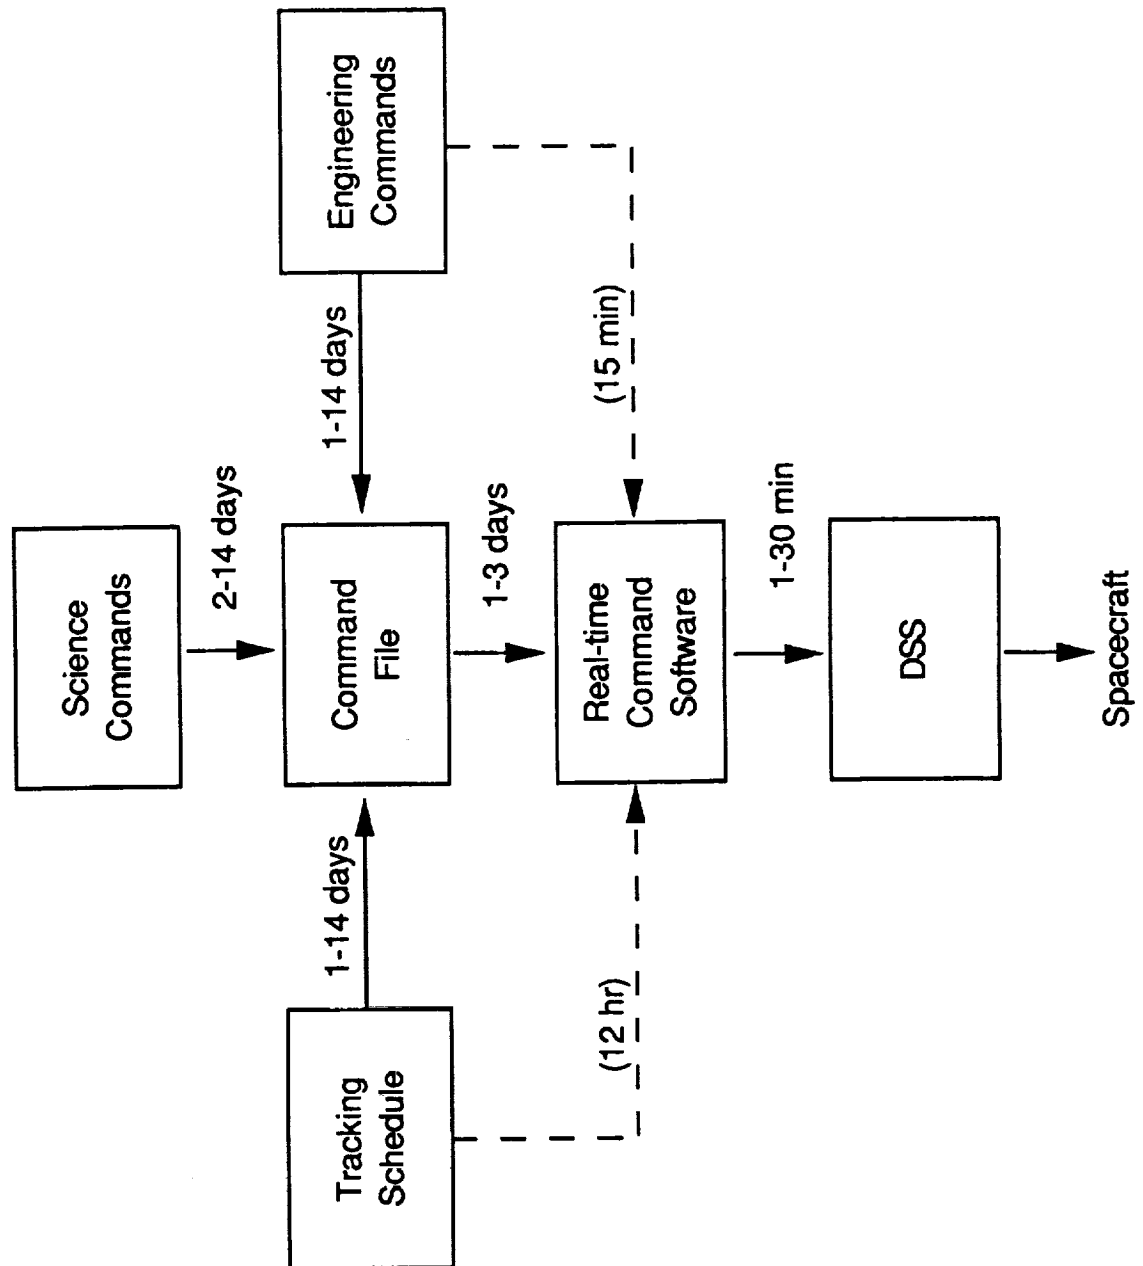 Science
Commands
2-14 days
Tracking
Schedule
1-14 days
Command
File
1-14 days
Engineering
Commands
1-3 days
(12 hr)
Real-time
Command
Software
(15 min)
1-30 min
DSS
Spacecraft